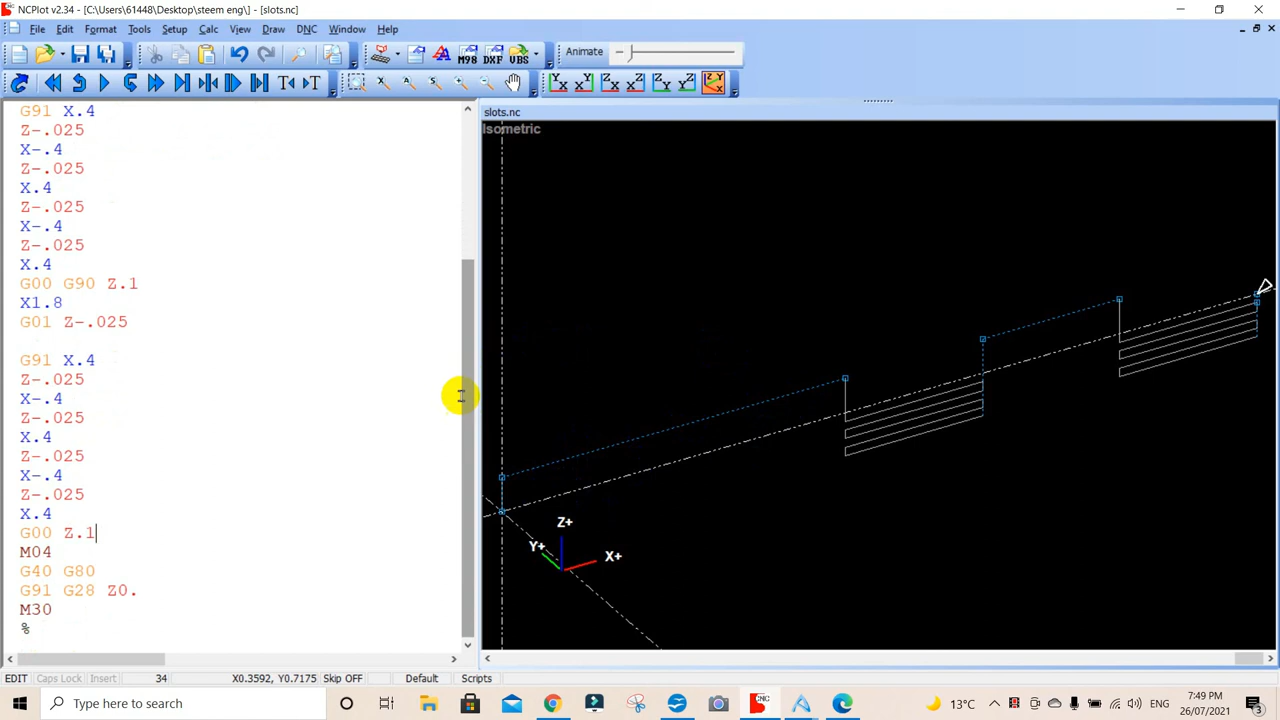 NCPlot v2.34 - [C:\Users\61448\Desktop\steem eng\] - [slots.nc]
File Edit Format Tools Setup Calc View Draw DNC Window Help
M98 DXF VBS Animate
slots.nc
Isometric
G91 X.4
Z-.025
X-.4
Z-.025
X.4
Z-.025
X-.4
Z-.025
X.4
G00 G90 Z.1
X1.8
G01 Z-.025
G91 X.4
Z-.025
X-.4
Z-.025
X.4
Z-.025
X-.4
Z-.025
X.4
G00 Z.1
M04
G40 G80
G91 G28 Z0.
M30
%
Z+
Y+
X+
EDIT Caps Lock Insert 34 X0.3592, Y0.7175 Skip OFF Default Scripts
Type here to search
13°C ENG 7:49 PM
26/07/2021
3